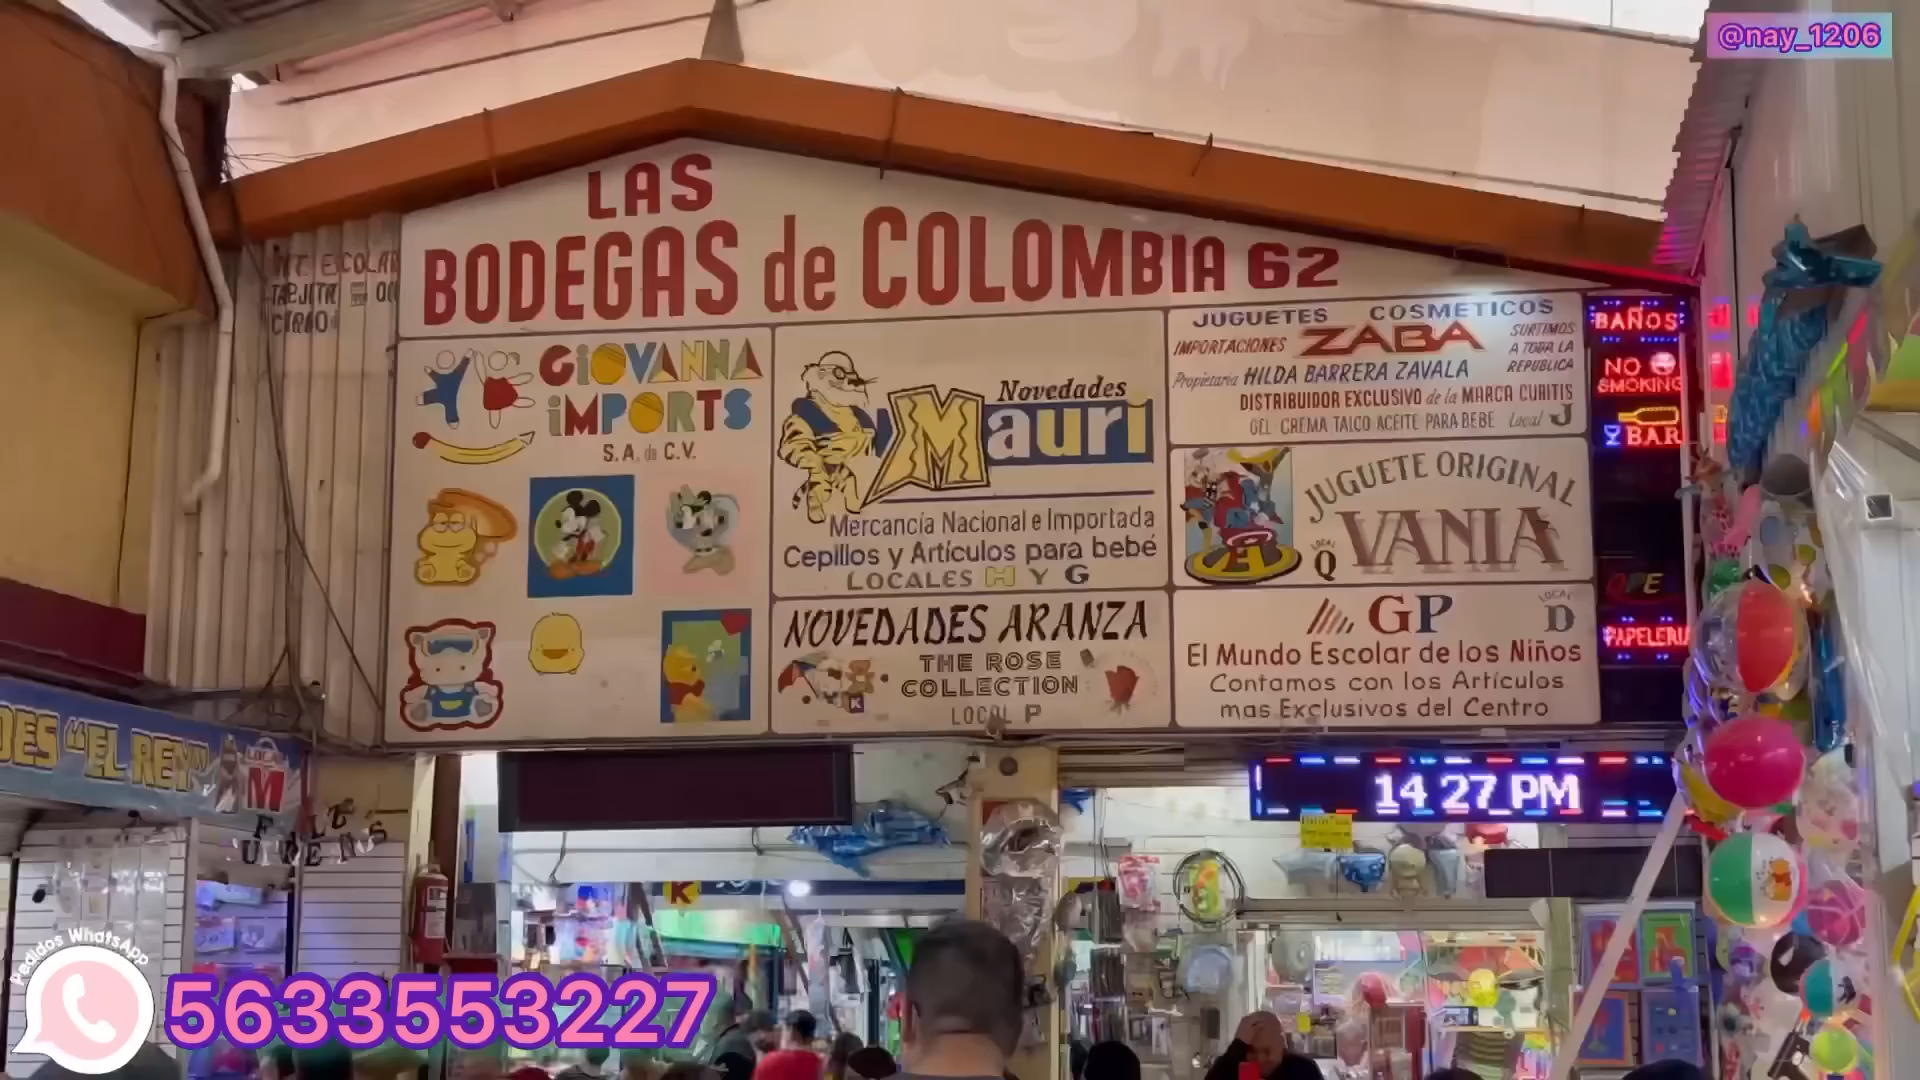 @nay_1206
LAS
BODEGAS de COLOMBIA 62
GIOVANNA
iMPORTS
S.A. de C.V.
Novedades
Mauri
Mercancía Nacional e Importada
Cepillos y Artículos para bebé
LOCALES H Y G
NOVEDADES ARANZA
THE ROSE
COLLECTION
LOCAL P
K
JUGUETES COSMETICOS
IMPORTACIONES ZABA
SURTIMOS
A TODA LA
REPUBLICA
Propietaria HILDA BARRERA ZAVALA
DISTRIBUIDOR EXCLUSIVO de la MARCA CURITIS
GEL CREMA TALCO ACEITE PARA BEBE Local J
JUGUETE ORIGINAL
LOCAL Q VANIA
GP
LOCAL D
El Mundo Escolar de los Niños
Contamos con los Artículos
mas Exclusivos del Centro
BAÑOS
NO
SMOKING
BAR
PAPELERIA
"EL REY"
LOCAL
M
K
14 27 PM
Pedidos WhatsApp
5633553227